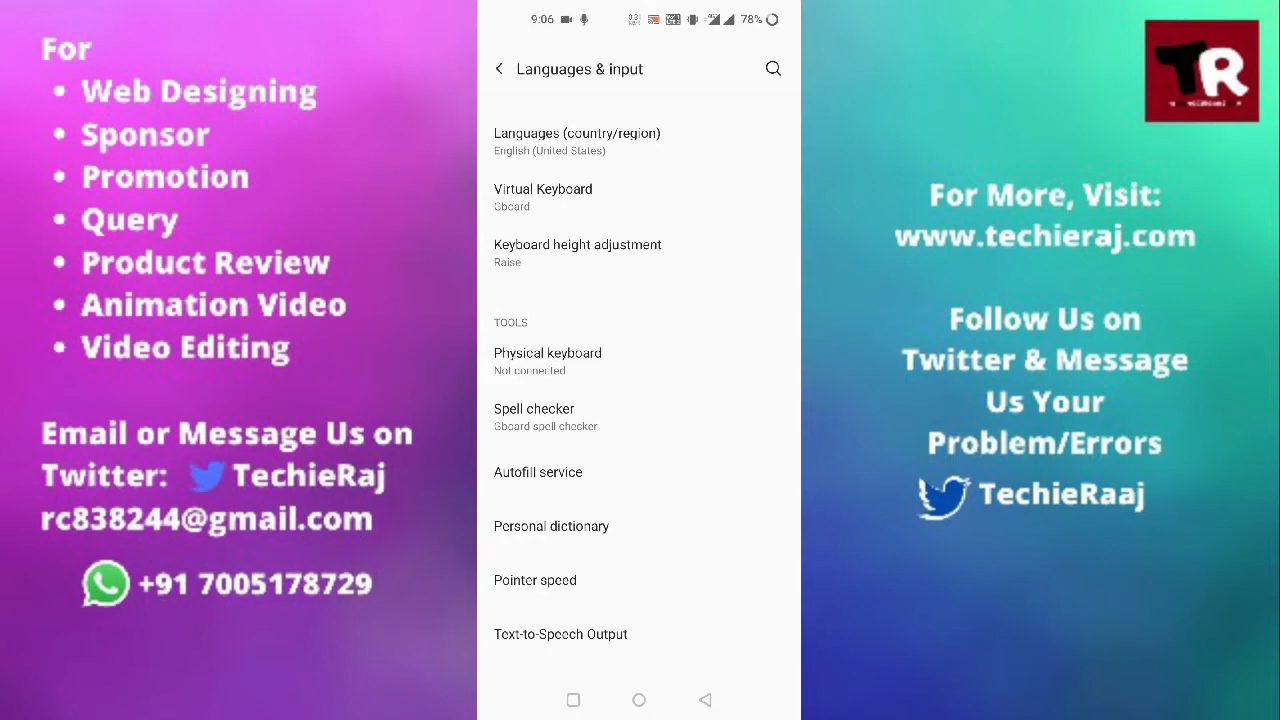 For
• Web Designing
• Sponsor
• Promotion
• Query
• Product Review
• Animation Video
• Video Editing
Email or Message Us on
Twitter: TechieRaj
rc838244@gmail.com
+91 7005178729
9:06
78%
Languages & input
Languages (country/region)
English (United States)
Virtual Keyboard
Gboard
Keyboard height adjustment
Raise
TOOLS
Physical keyboard
Not connected
Spell checker
Gboard spell checker
Autofill service
Personal dictionary
Pointer speed
Text-to-Speech Output
TR
For More, Visit:
www.techieraj.com
Follow Us on
Twitter & Message
Us Your
Problem/Errors
TechieRaaj